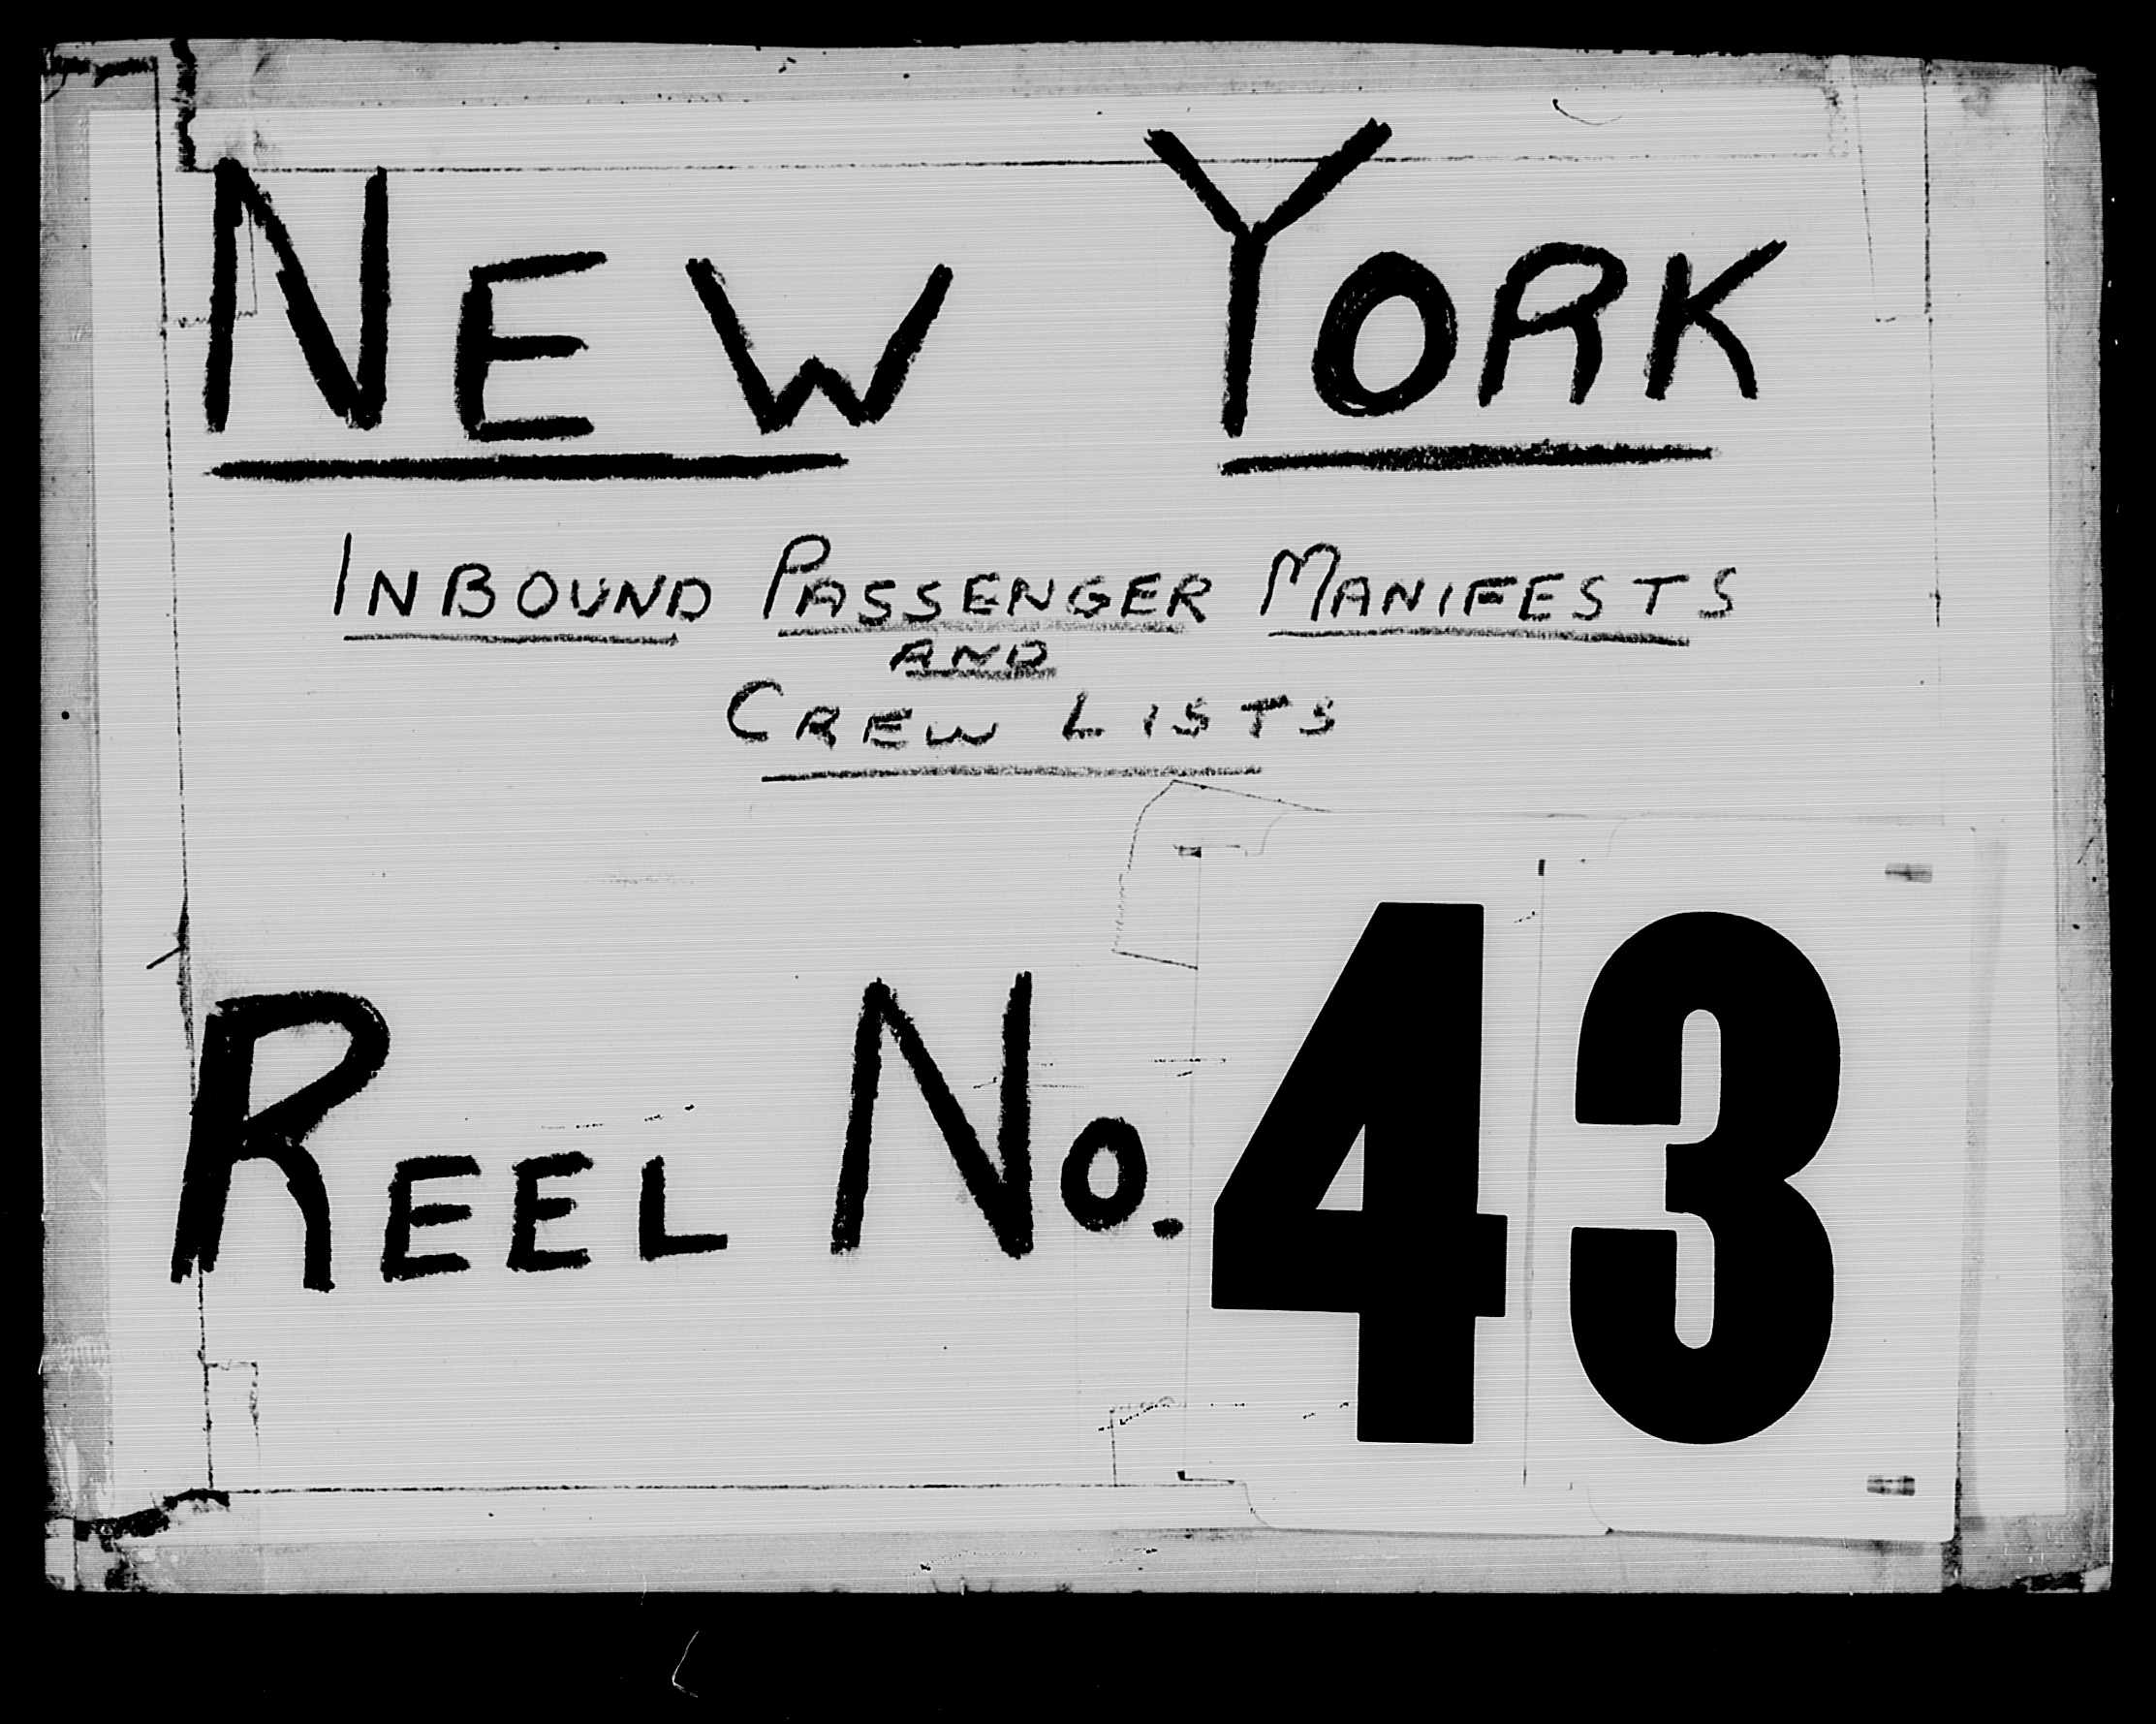 NEW YORK
INBOUND PASSENGER MANIFESTS
AND
CREW LISTS
REEL No. 43